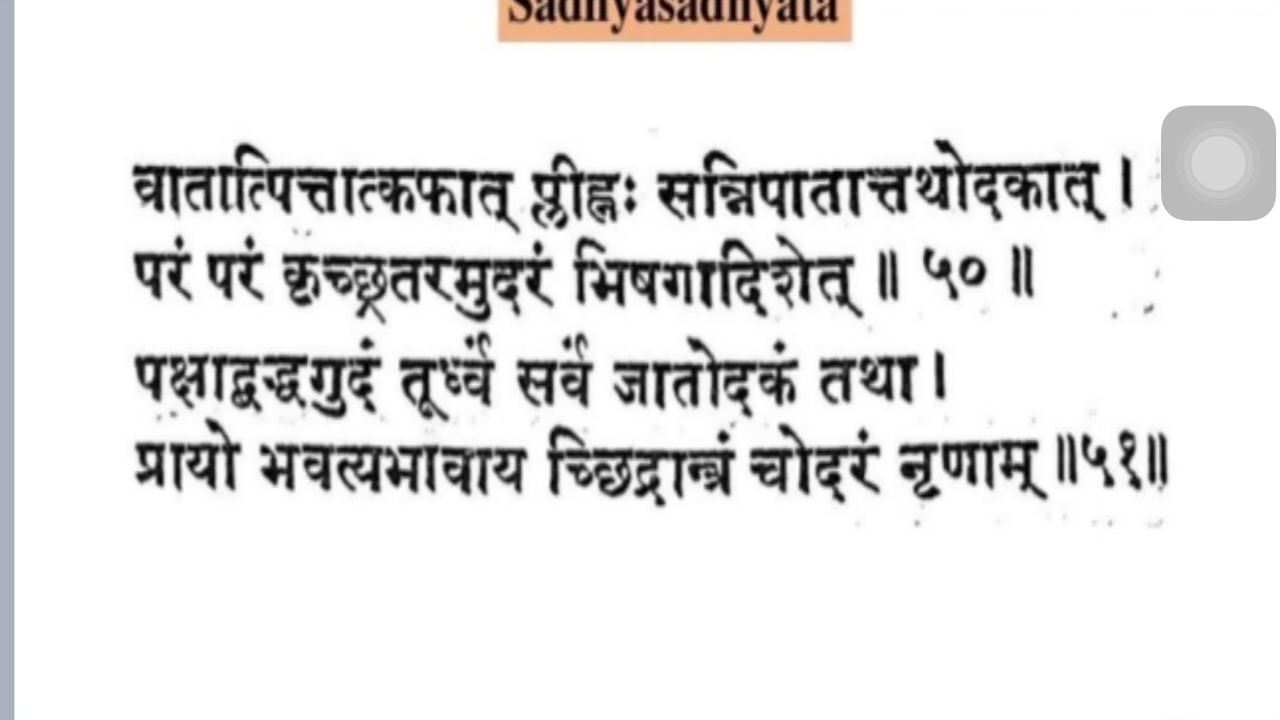 Sadhyasadhyata
वातात्पित्तात्कफात् प्लीह्नः सन्निपातात्तथोदकात् ।
परं परं कृच्छ्रतरमुदरं भिषगादिशेत् ॥ ५० ॥
पक्षाद्बद्धगुदं तूर्ध्वं सर्वं जातोदकं तथा ।
प्रायो भवत्यभावाय च्छिद्रान्त्रं चोदरं नृणाम् ॥५१॥